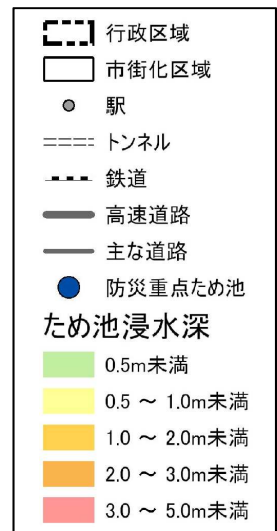 行政区域
市街化区域
駅
トンネル
鉄道
高速道路
主な道路
防災重点ため池
ため池浸水深
0.5m未満
0.5 ～ 1.0m未満
1.0 ～ 2.0m未満
2.0 ～ 3.0m未満
3.0 ～ 5.0m未満